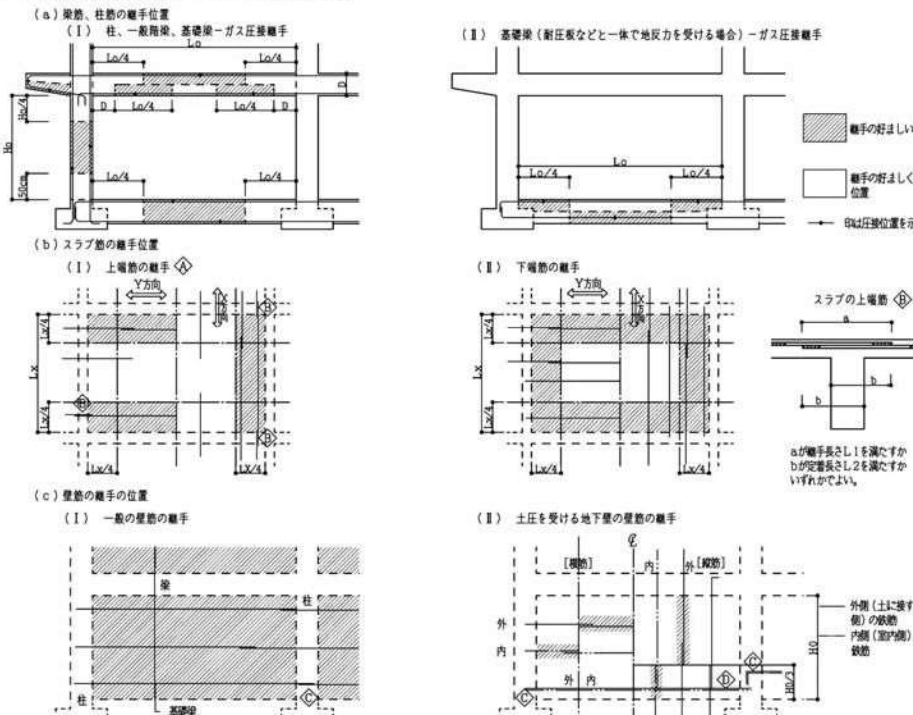 (a) 梁筋、柱筋の継手位置
(Ⅰ) 柱、一般階梁、基礎梁-ガス圧接継手
Lo
Lo/4
Lo/4
D
D
Lo/4
Lo/4
D
Ho/4
Ho
50cm
Lo/4
Lo/4
(Ⅱ) 基礎梁(耐圧板などと一体で地反力を受ける場合)-ガス圧接継手
Lo
Lo/4
Lo/4
継手の好ましい
継手の好ましく
位置
印は圧接位置を示
(b) スラブ筋の継手位置
(Ⅰ) 上端筋の継手 A
Y方向
X方向
B
Lx/4
Lx
Lx/4
B
B
Lx/4
Lx/4
(Ⅱ) 下端筋の継手
Y方向
X方向
Lx/4
Lx
Lx/4
Lx/4
Lx/4
スラブの上端筋 B
a
b
b
aが継手長さL1を満たすか
bが定着長さL2を満たすか
いずれかでよい。
(c) 壁筋の継手の位置
(Ⅰ) 一般の壁筋の継手
梁
柱
柱
C
基礎梁
(Ⅱ) 土圧を受ける地下壁の壁筋の継手
[横筋]
内
外
[縦筋]
外
内
外 内
C
D
C
HO/3
HO
外側(土に接す
側)の鉄筋
内側(室内側)
鉄筋